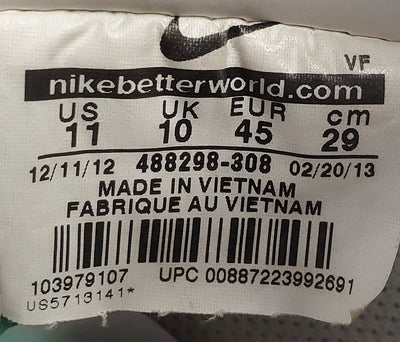 VF
nikebetterworld.com
US UK EUR cm
11 10 45 29
12/11/12 488298-308 02/20/13
MADE IN VIETNAM
FABRIQUE AU VIETNAM
103979107 UPC 00887223992691
US5713141*